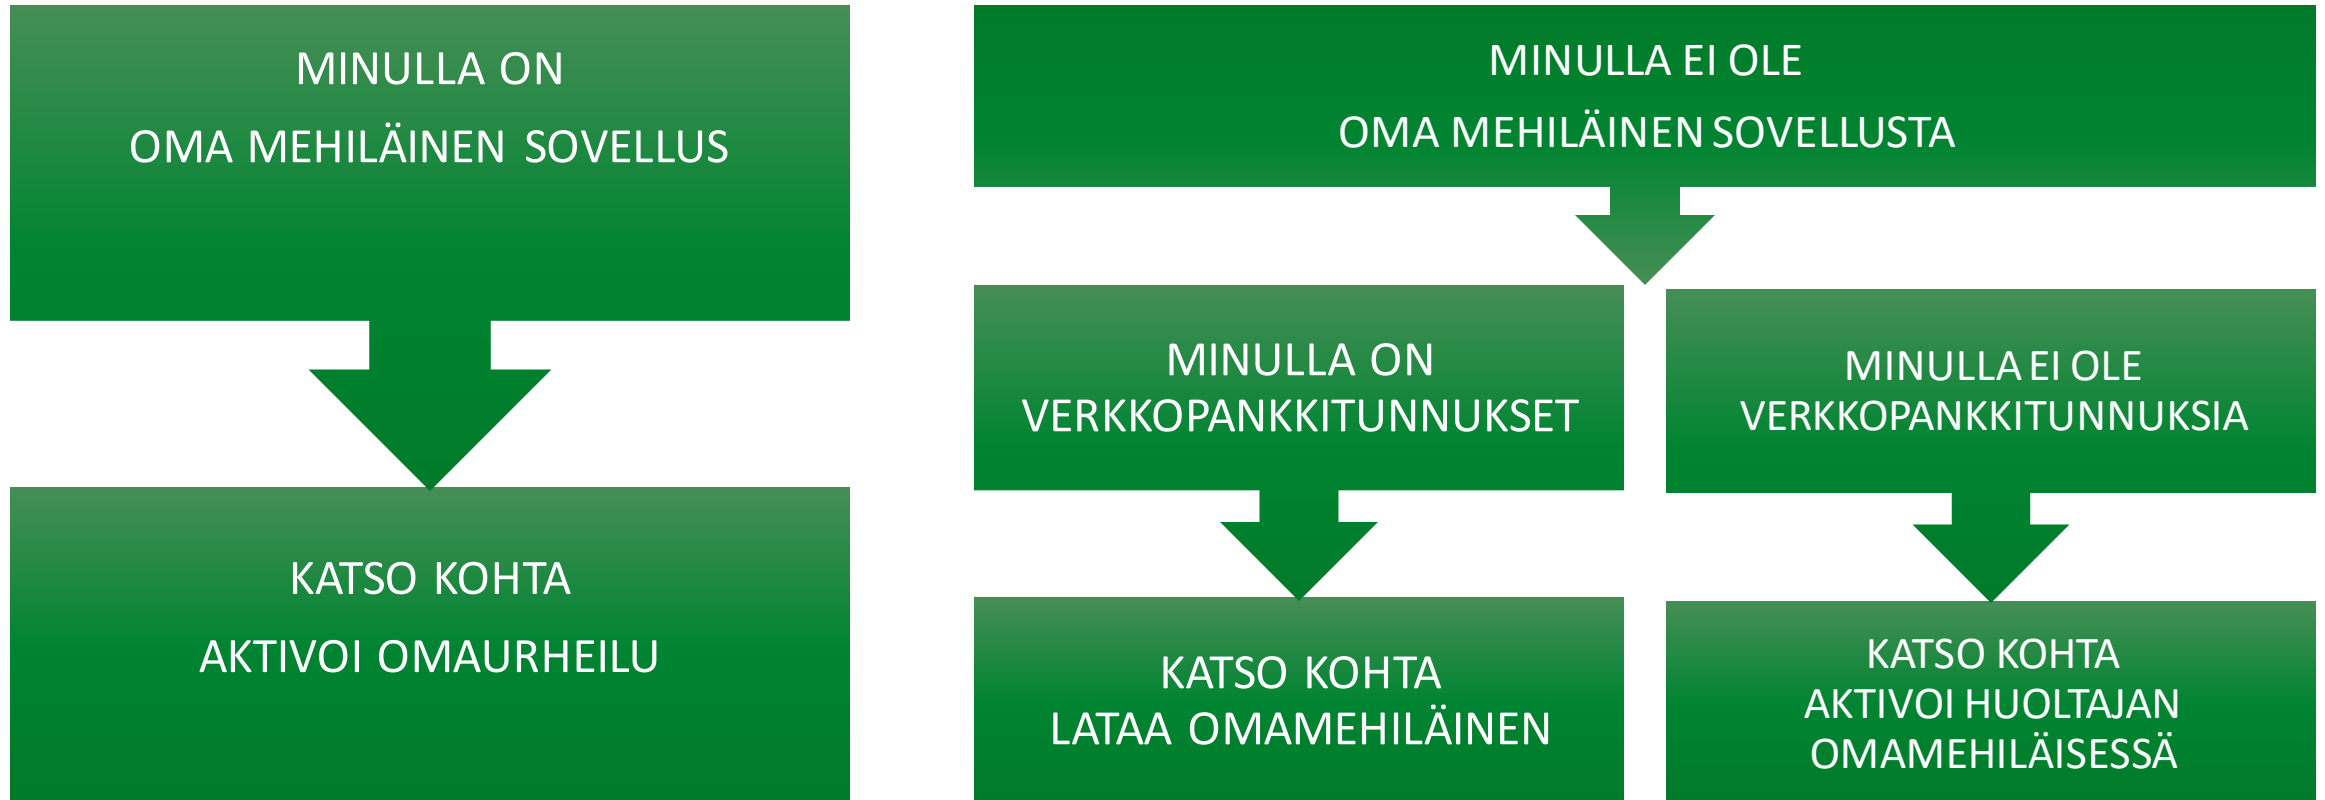 MINULLA ON
OMA MEHILÄINEN SOVELLUS
KATSO KOHTA
AKTIVOI OMAURHEILU
MINULLA EI OLE
OMA MEHILÄINEN SOVELLUSTA
MINULLA ON
VERKKOPANKKITUNNUKSET
KATSO KOHTA
LATAA OMAMEHILÄINEN
MINULLA EI OLE
VERKKOPANKKITUNNUKSIA
KATSO KOHTA
AKTIVOI HUOLTAJAN
OMAMEHILÄISESSÄ